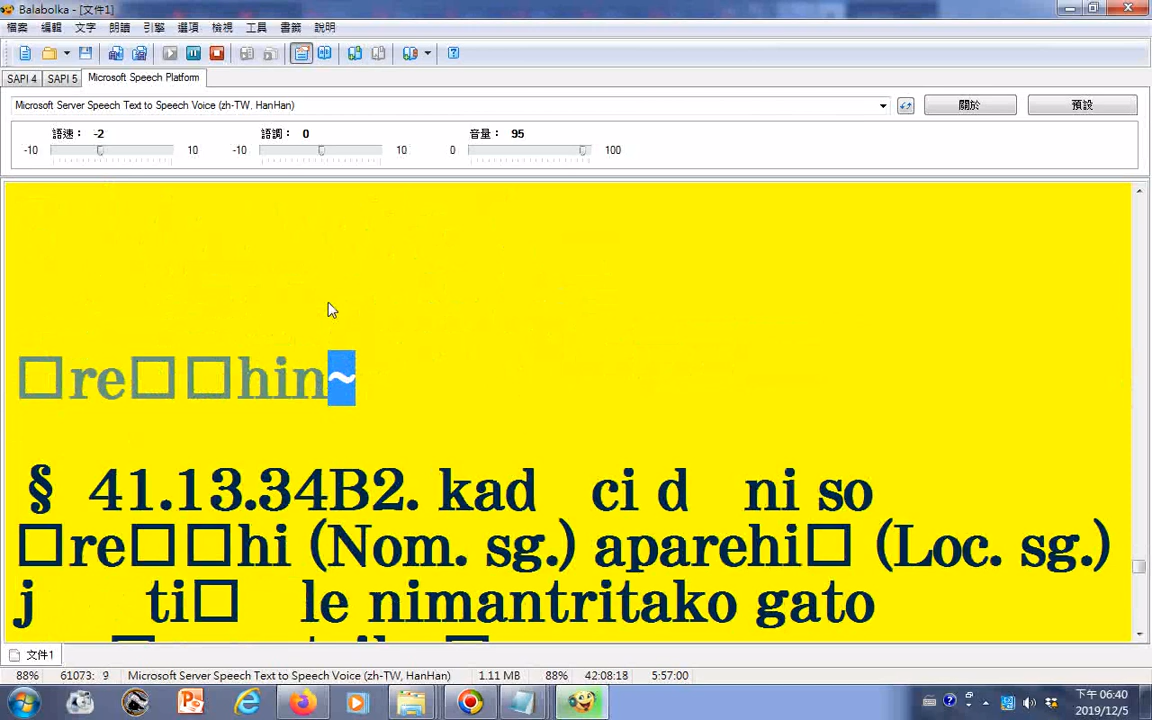 Balabolka - [文件1]
檔案 編輯 文字 朗讀 引擎 選項 檢視 工具 書籤 說明
SAPI 4 SAPI 5 Microsoft Speech Platform
Microsoft Server Speech Text to Speech Voice (zh-TW, HanHan) 關於 預設
語速： -2 語調： 0 音量： 95
-10 10 -10 10 0 100
□re□□hin~
§ 41.13.34B2. kad ci d ni so
□re□□hi (Nom. sg.) aparehi□ (Loc. sg.)
j ti□ le nimantritako gato
文件1
88% 61073: 9 Microsoft Server Speech Text to Speech Voice (zh-TW, HanHan) 1.11 MB 88% 42:08:18 5:57:00
下午 06:40
2019/12/5